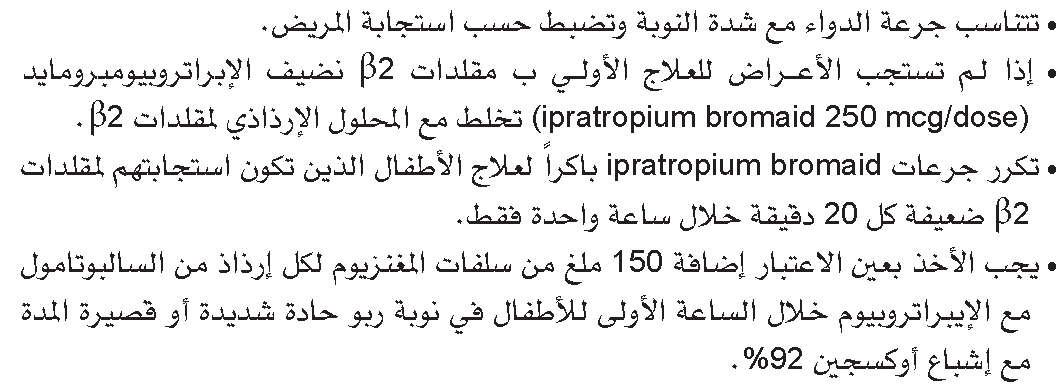 • تتناسب جرعة الدواء مع شدة النوبة وتضبط حسب استجابة المريض.
• إذا لم تستجب الأعراض للعلاج الأولي ب مقلدات β2 نضيف الإبراتروبيومبرومايد
(ipratropium bromaid 250 mcg/dose) تخلط مع المحلول الإرذاذي لمقلدات β2.
• تكرر جرعات ipratropium bromaid باكراً لعلاج الأطفال الذين تكون استجابتهم لمقلدات
β2 ضعيفة كل 20 دقيقة خلال ساعة واحدة فقط.
• يجب الأخذ بعين الاعتبار إضافة 150 ملغ من سلفات المغنزيوم لكل إرذاذ من السالبوتامول
مع الإيبراتروبيوم خلال الساعة الأولى للأطفال في نوبة ربو حادة شديدة أو قصيرة المدة
مع إشباع أوكسجين 92%.